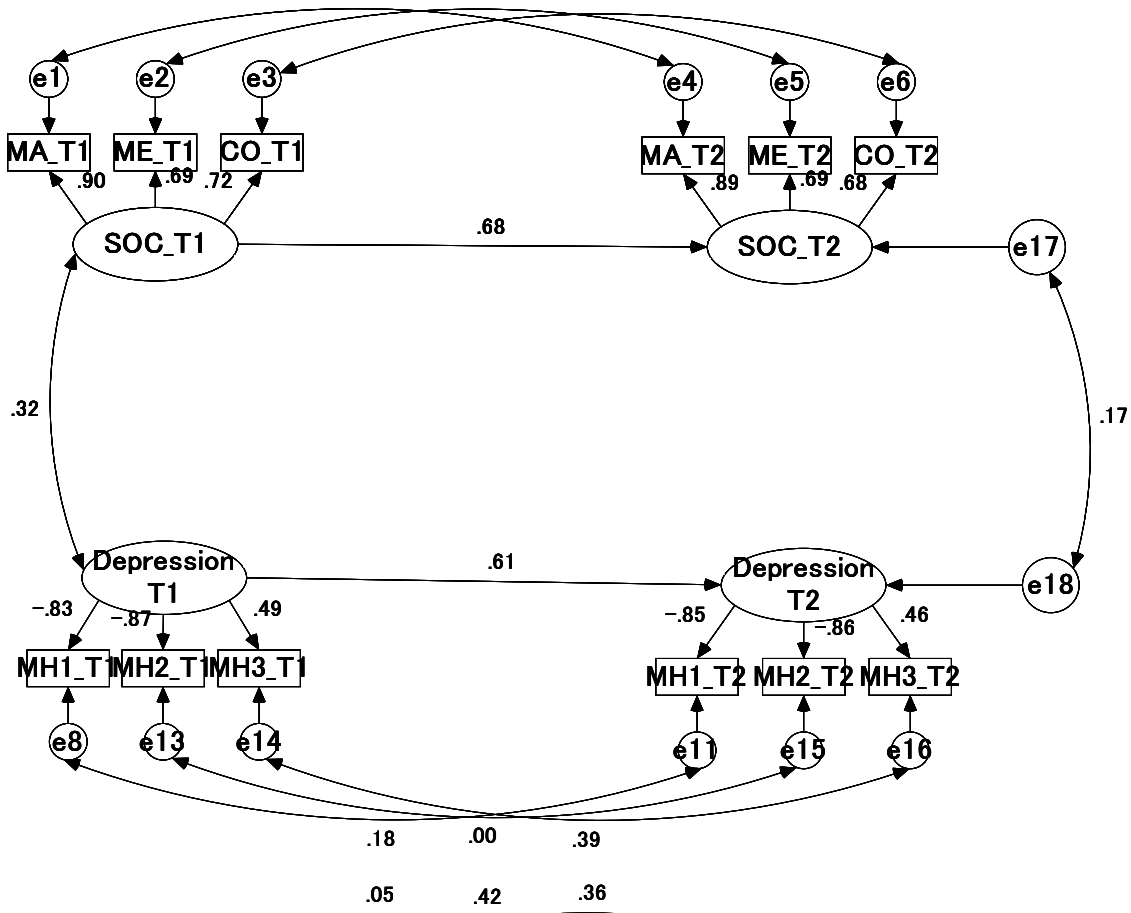 e1 e2 e3 e4 e5 e6
MA_T1 ME_T1 CO_T1 MA_T2 ME_T2 CO_T2
.90 .69 .72 .89 .69 .68
SOC_T1 .68 SOC_T2 e17
.32 .17
Depression
T1
.61
Depression
T2
e18
-.83 -.87 .49 -.85 -.86 .46
MH1_T1 MH2_T1 MH3_T1 MH1_T2 MH2_T2 MH3_T2
e8 e13 e14 e11 e15 e16
.18 .00 .39
.05 .42 .36